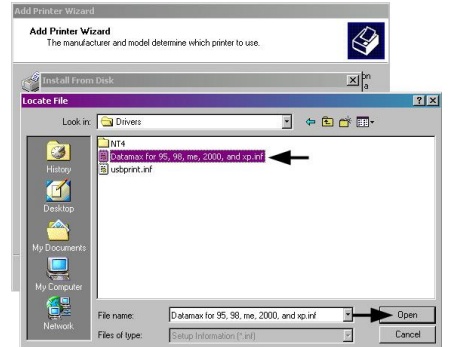 Add Printer Wizard
Add Printer Wizard
The manufacturer and model determine which printer to use.
Install From Disk
Locate File
Look in:
Drivers
NT4
Datamax for 95, 98, me, 2000, and xp.inf
usbprint.inf
History
Desktop
My Documents
My Computer
Network
File name:
Datamax for 95, 98, me, 2000, and xp.inf
Open
Files of type:
Setup Information (*.inf)
Cancel